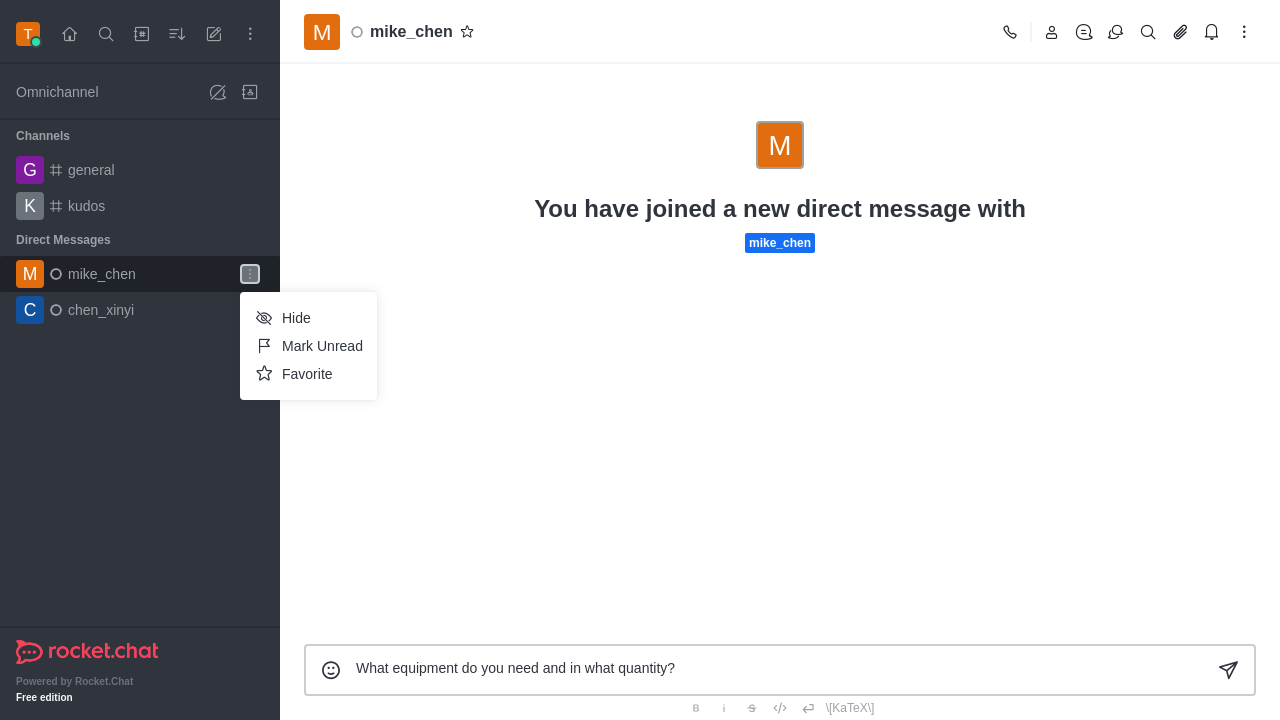 T
M
mike_chen
Omnichannel
Channels
G
general
K
kudos
Direct Messages
M
mike_chen
C
chen_xinyi
Hide
Mark Unread
Favorite
M
You have joined a new direct message with
mike_chen
What equipment do you need and in what quantity?
B i S \[KaTeX\]
rocket.chat
Powered by Rocket.Chat
Free edition